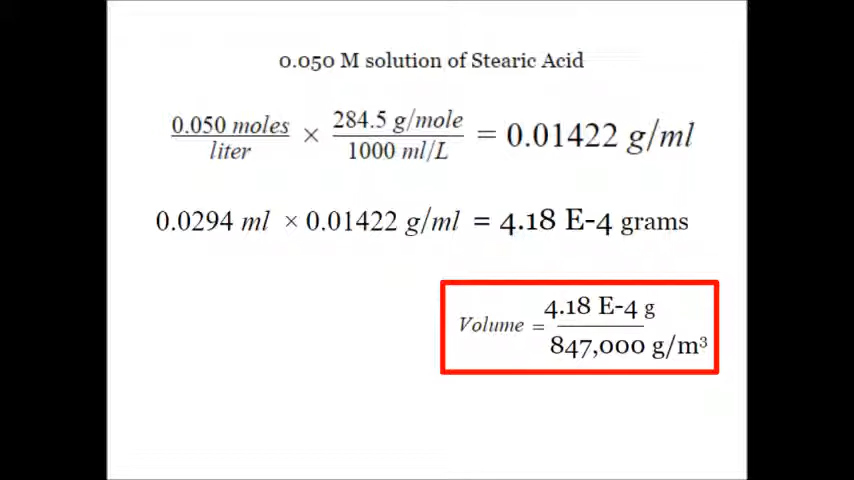 0.050 M solution of Stearic Acid
0.050 moles / liter × 284.5 g/mole / 1000 ml/L = 0.01422 g/ml
0.0294 ml × 0.01422 g/ml = 4.18 E-4 grams
Volume = 4.18 E-4 g / 847,000 g/m³